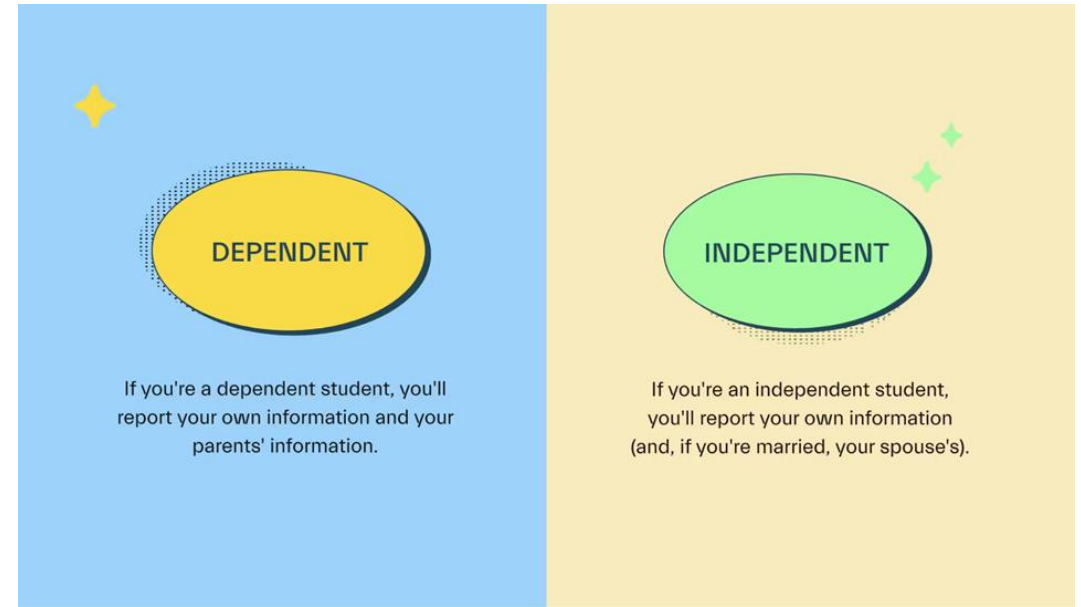 DEPENDENT
If you're a dependent student, you'll
report your own information and your
parents' information.
INDEPENDENT
If you're an independent student,
you'll report your own information
(and, if you're married, your spouse's).